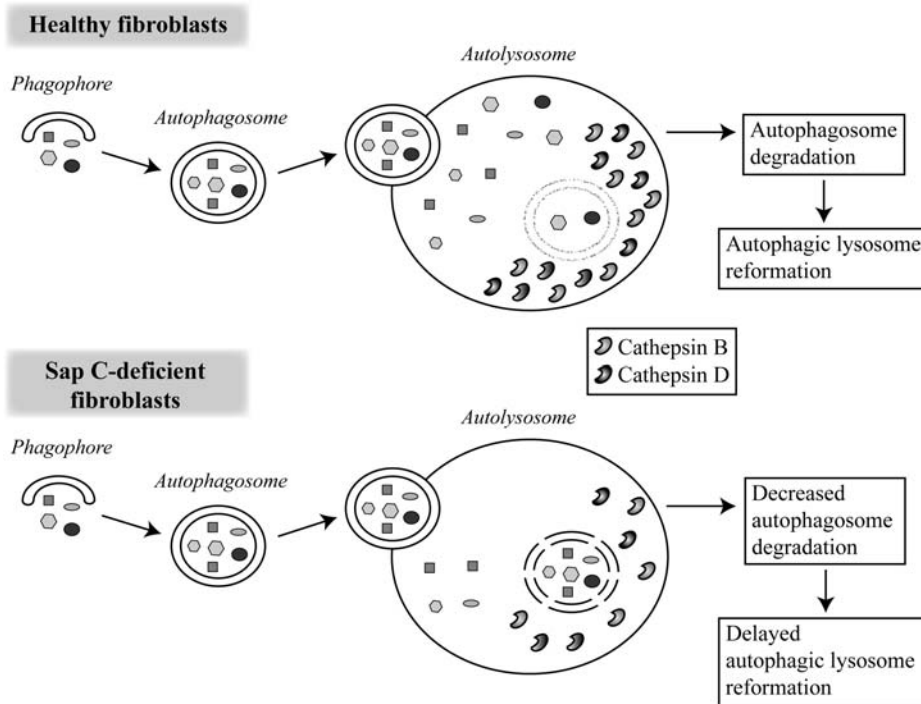 Healthy fibroblasts
Phagophore
Autophagosome
Autolysosome
Autophagosome
degradation
Autophagic lysosome
reformation
Cathepsin B
Cathepsin D
Sap C-deficient
fibroblasts
Phagophore
Autophagosome
Autolysosome
Decreased
autophagosome
degradation
Delayed
autophagic lysosome
reformation